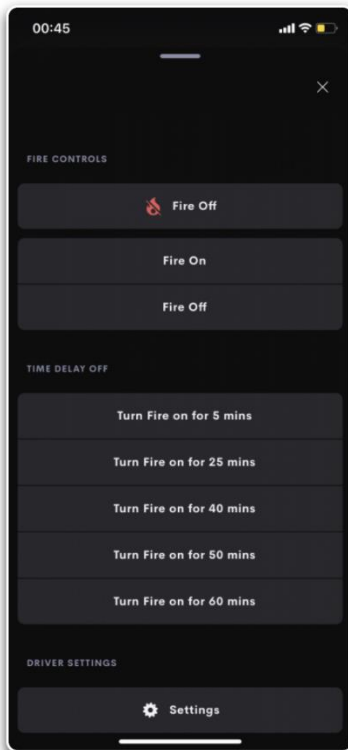 00:45
FIRE CONTROLS
Fire Off
Fire On
Fire Off
TIME DELAY OFF
Turn Fire on for 5 mins
Turn Fire on for 25 mins
Turn Fire on for 40 mins
Turn Fire on for 50 mins
Turn Fire on for 60 mins
DRIVER SETTINGS
Settings